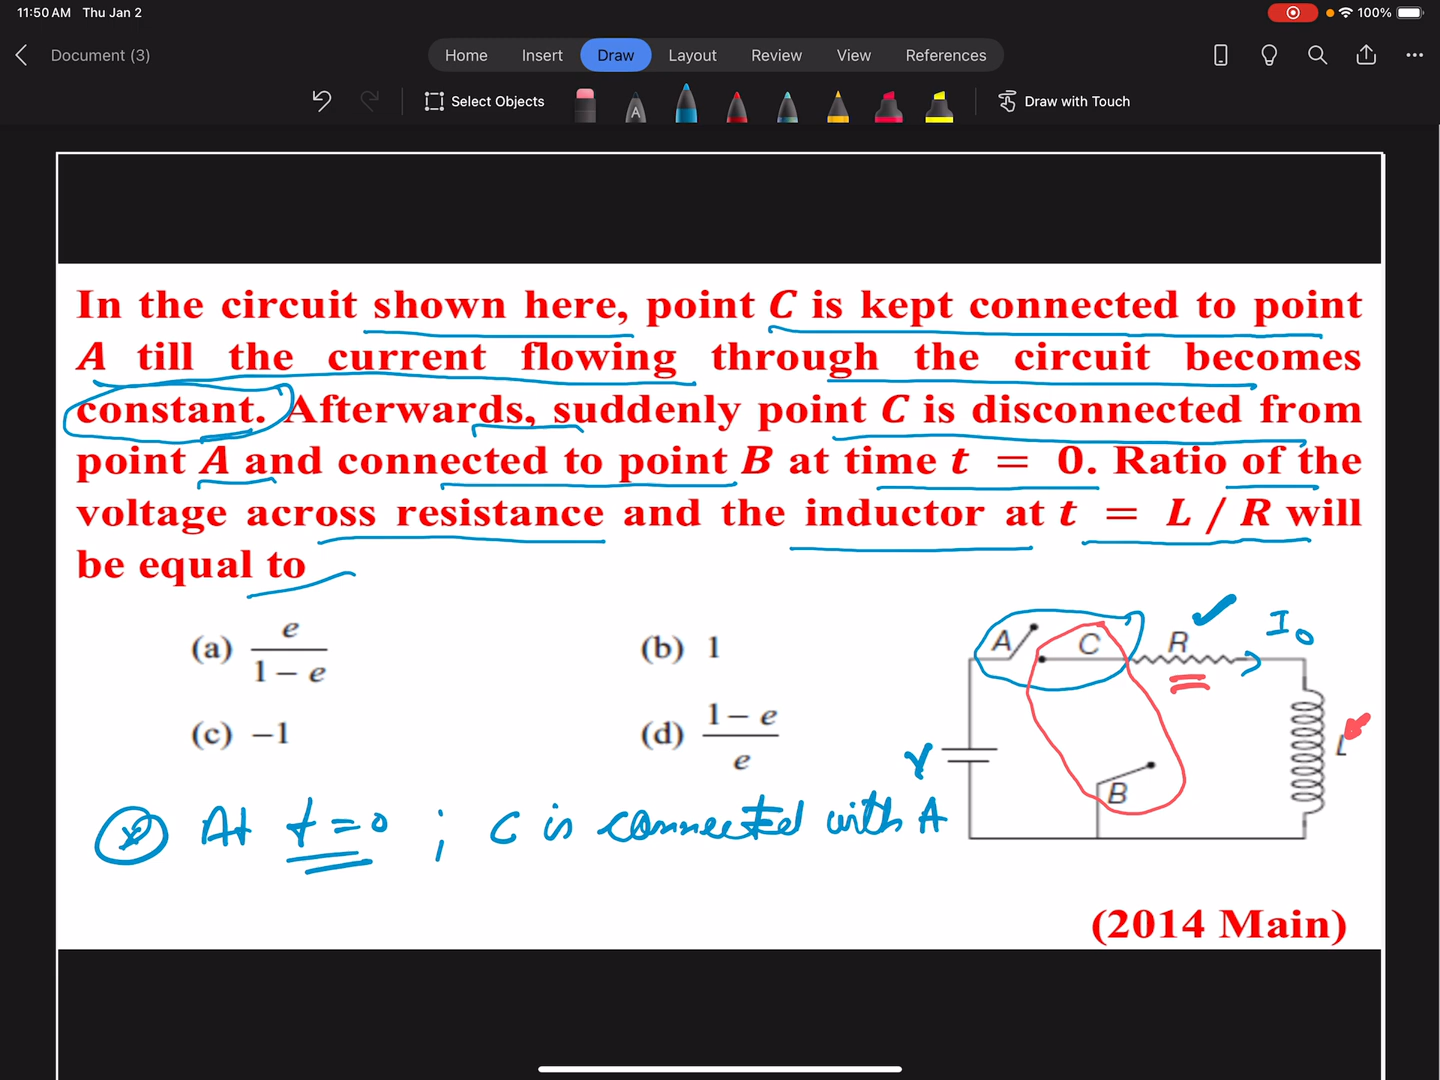 11:50 AM Thu Jan 2
100%
Document (3)
Home Insert Draw Layout Review View References
Select Objects
A
Draw with Touch
In the circuit shown here, point C is kept connected to point
A till the current flowing through the circuit becomes
constant. Afterwards, suddenly point C is disconnected from
point A and connected to point B at time t = 0. Ratio of the
voltage across resistance and the inductor at t = L / R will
be equal to
(a) e / 1 − e
(b) 1
(c) −1
(d) 1 − e / e
A C R I₀
L
V
B
At t=0 ; C is connected with A
(2014 Main)